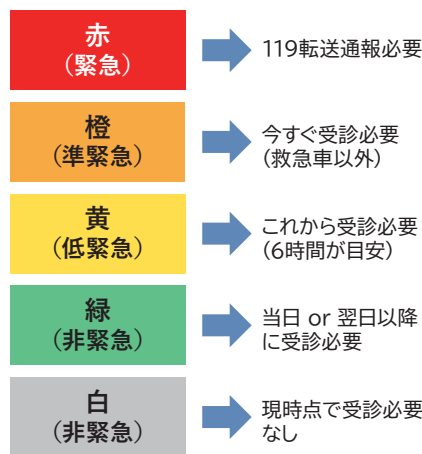 赤
（緊急）
119転送通報必要
橙
（準緊急）
今すぐ受診必要
（救急車以外）
黄
（低緊急）
これから受診必要
（6時間が目安）
緑
（非緊急）
当日 or 翌日以降
に受診必要
白
（非緊急）
現時点で受診必要
なし